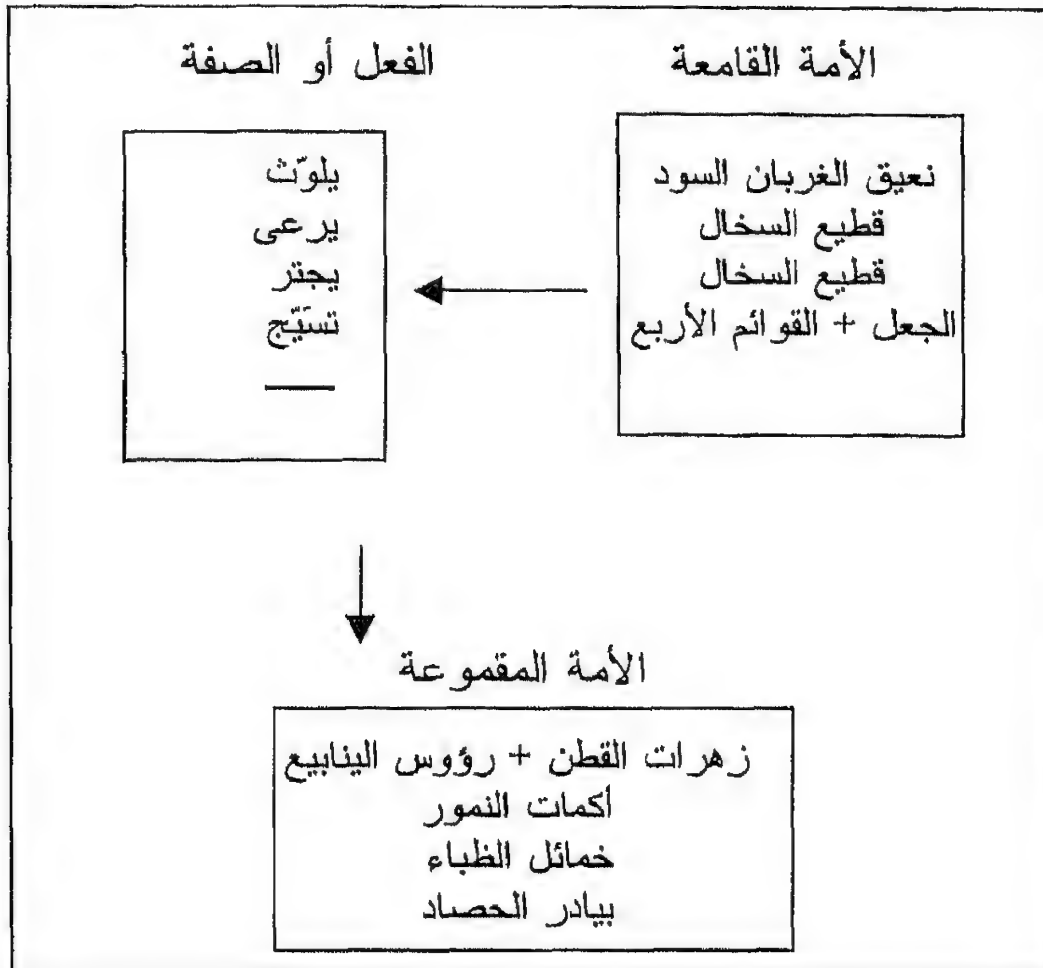 الأمة القامعة
نعيق الغربان السود
قطيع السخال
قطيع السخال
الجعل + القوائم الأربع
الفعل أو الصفة
يلوّث
يرعى
يجتر
تسَيّج
الأمة المقموعة
زهرات القطن + رؤوس الينابيع
أكمات النمور
خمائل الظباء
بيادر الحصاد